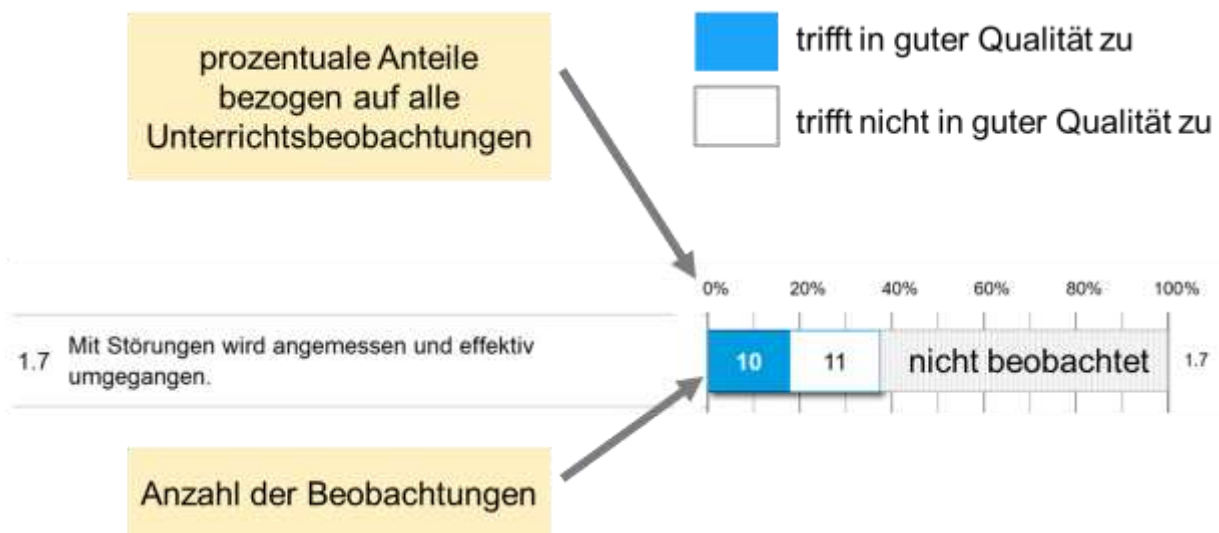 prozentuale Anteile
bezogen auf alle
Unterrichtsbeobachtungen
trifft in guter Qualität zu
trifft nicht in guter Qualität zu
0% 20% 40% 60% 80% 100%
1.7 Mit Störungen wird angemessen und effektiv
umgegangen.
10 11 nicht beobachtet 1.7
Anzahl der Beobachtungen